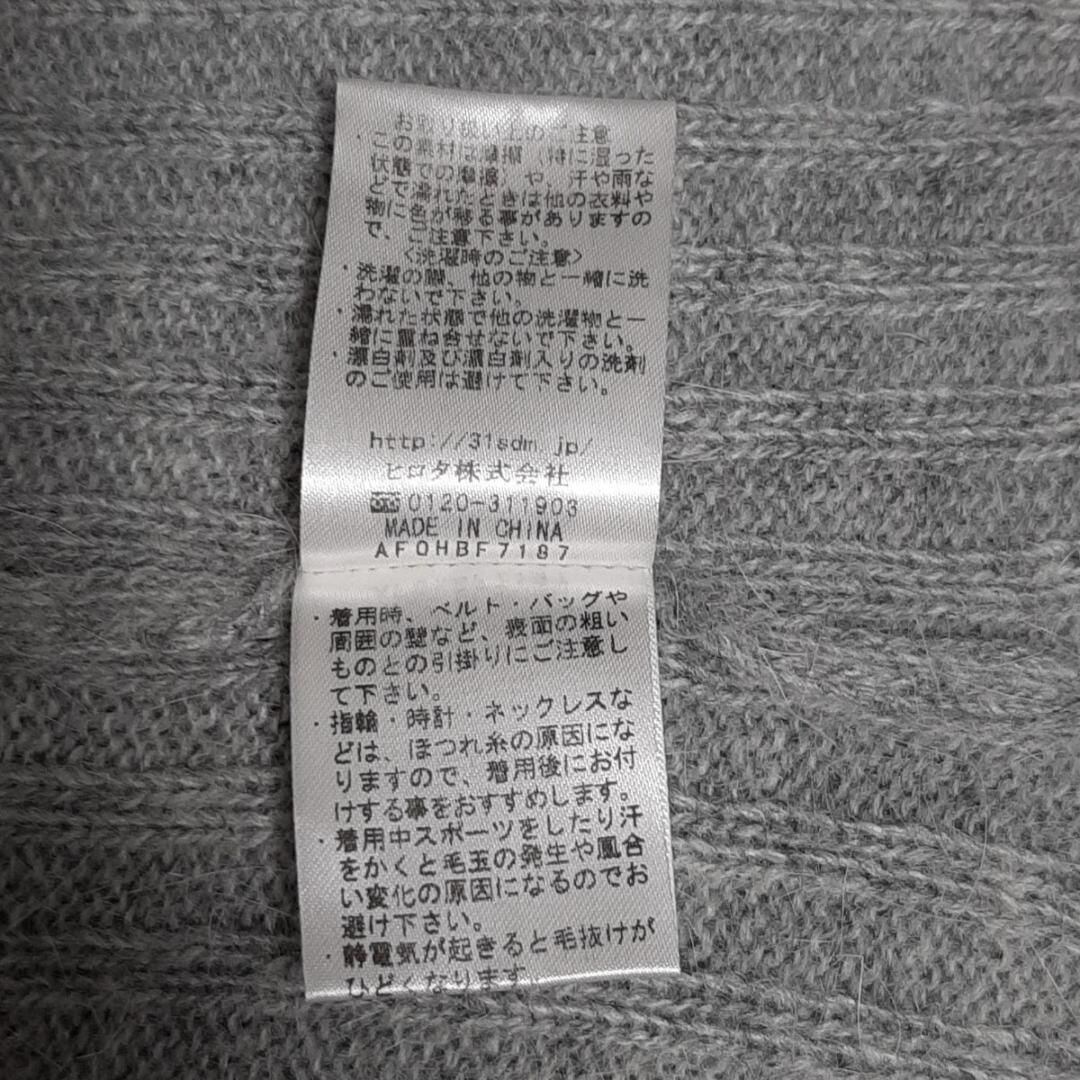 お取り扱い上のご注意
・この素材は摩擦（特に湿った
状態での摩擦）や、汗や雨な
どで濡れたときは他の衣料や
物に色が移る事がありますの
で、ご注意下さい。
〈洗濯時のご注意〉
・洗濯の際、他の物と一緒に洗
わないで下さい。
・濡れた状態で他の洗濯物と一
緒に重ね合せないで下さい。
・漂白剤及び漂白剤入りの洗剤
のご使用は避けて下さい。
http://31sdm.jp/
ヒロタ株式会社
0120-311903
MADE IN CHINA
AFOHBF7187
・着用時、ベルト・バッグや
周囲の壁など、表面の粗い
ものとの引掛りにご注意し
て下さい。
・指輪・時計・ネックレスな
どは、ほつれ糸の原因にな
りますので、着用後にお付
けする事をおすすめします。
・着用中スポーツをしたり汗
をかくと毛玉の発生や風合
い変化の原因になるのでお
避け下さい。
・静電気が起きると毛抜けが
ひどくなります